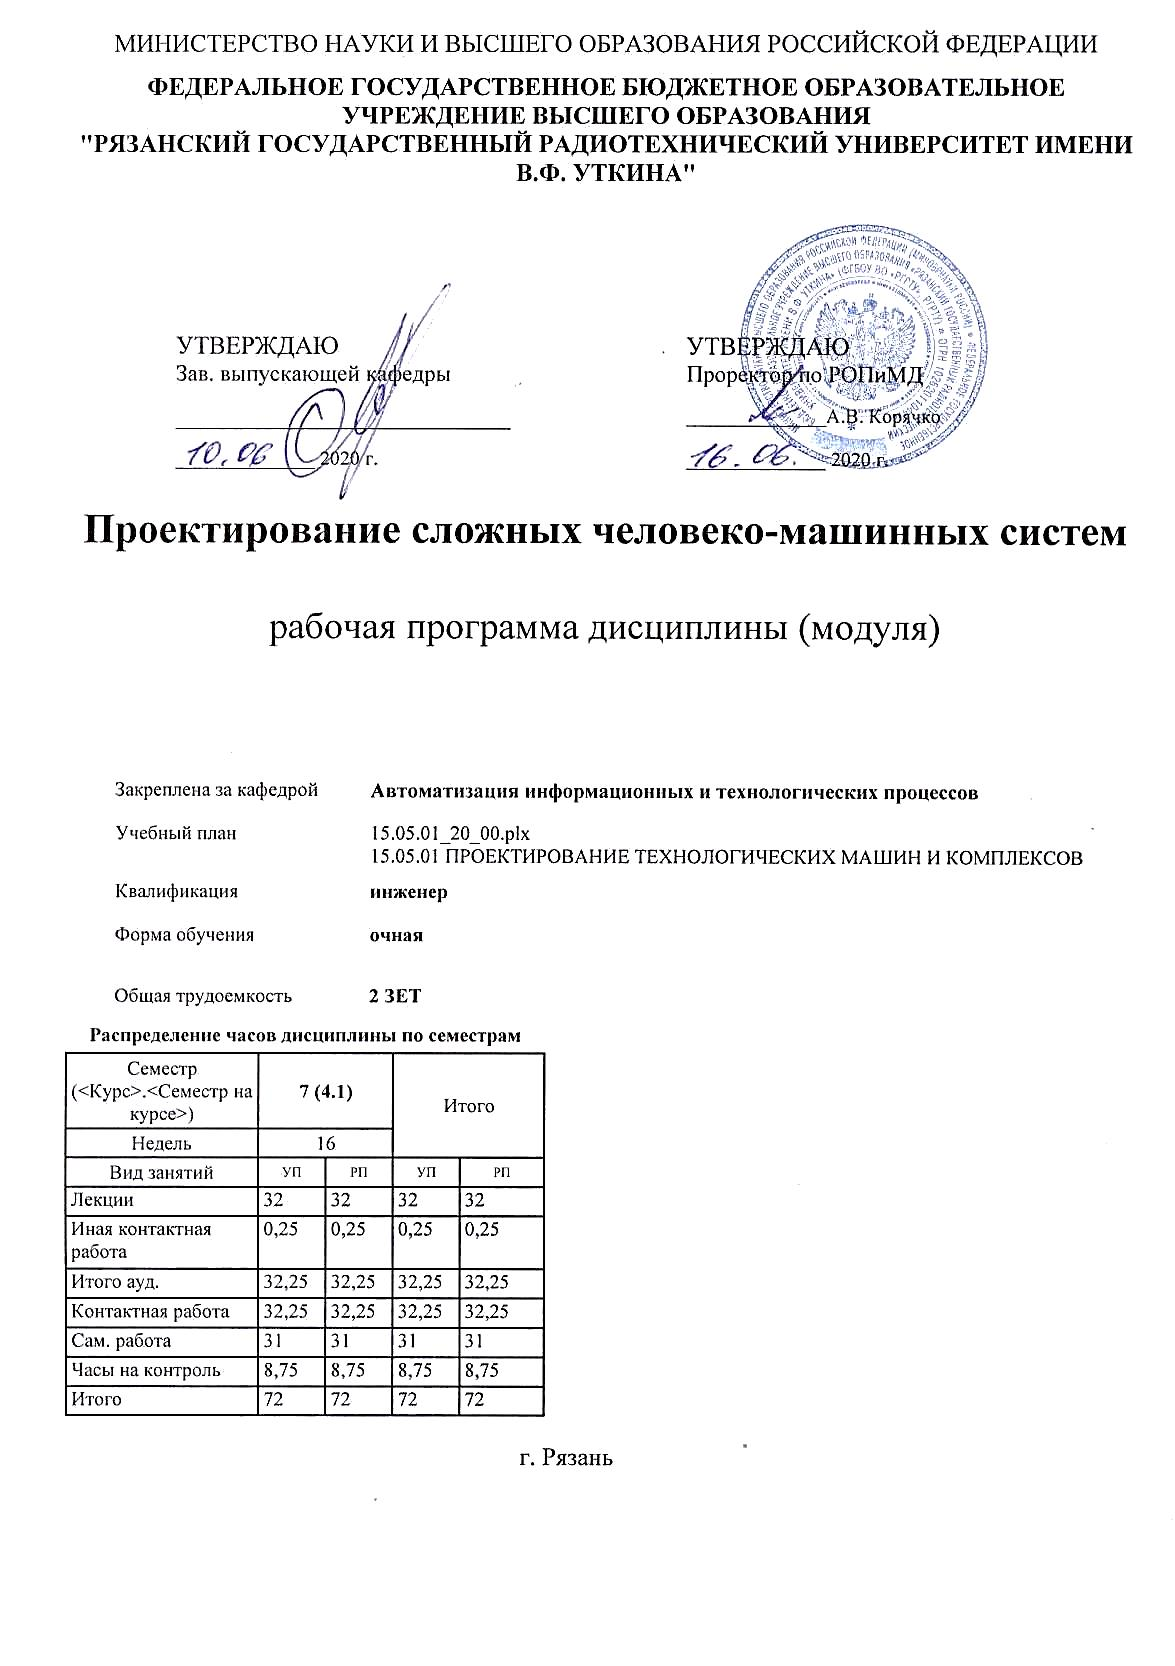 МИНИСТЕРСТВО НАУКИ И ВЫСШЕГО ОБРАЗОВАНИЯ РОССИЙСКОЙ ФЕДЕРАЦИИ
ФЕДЕРАЛЬНОЕ ГОСУДАРСТВЕННОЕ БЮДЖЕТНОЕ ОБРАЗОВАТЕЛЬНОЕ
УЧРЕЖДЕНИЕ ВЫСШЕГО ОБРАЗОВАНИЯ
"РЯЗАНСКИЙ ГОСУДАРСТВЕННЫЙ РАДИОТЕХНИЧЕСКИЙ УНИВЕРСИТЕТ ИМЕНИ
В.Ф. УТКИНА"
УТВЕРЖДАЮ
Зав. выпускающей кафедры
10.06 2020 г.
УТВЕРЖДАЮ
Проректор по РОПиМД
А.В. Корячко
16.06. 2020 г.
Проектирование сложных человеко-машинных систем
рабочая программа дисциплины (модуля)
Закреплена за кафедрой Автоматизация информационных и технологических процессов
Учебный план 15.05.01_20_00.plx
15.05.01 ПРОЕКТИРОВАНИЕ ТЕХНОЛОГИЧЕСКИХ МАШИН И КОМПЛЕКСОВ
Квалификация инженер
Форма обучения очная
Общая трудоемкость 2 ЗЕТ
Распределение часов дисциплины по семестрам
Семестр
(<Курс>.<Семестр на
курсе>)
7 (4.1)
Итого
Недель 16
Вид занятий УП РП УП РП
Лекции 32 32 32 32
Иная контактная
работа
0,25 0,25 0,25 0,25
Итого ауд. 32,25 32,25 32,25 32,25
Контактная работа 32,25 32,25 32,25 32,25
Сам. работа 31 31 31 31
Часы на контроль 8,75 8,75 8,75 8,75
Итого 72 72 72 72
г. Рязань